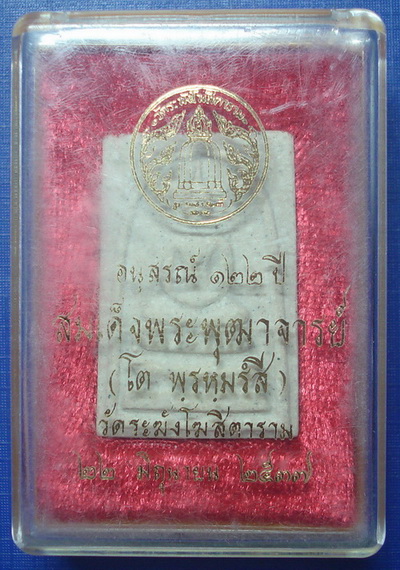 อนุสรณ์ ๑๒๒ ปี
สมเด็จพระพุฒาจารย์
(โต พฺรหฺมรํสี)
วัดระฆังโฆสิตาราม
๒๒ มิถุนายน ๒๕๓๗